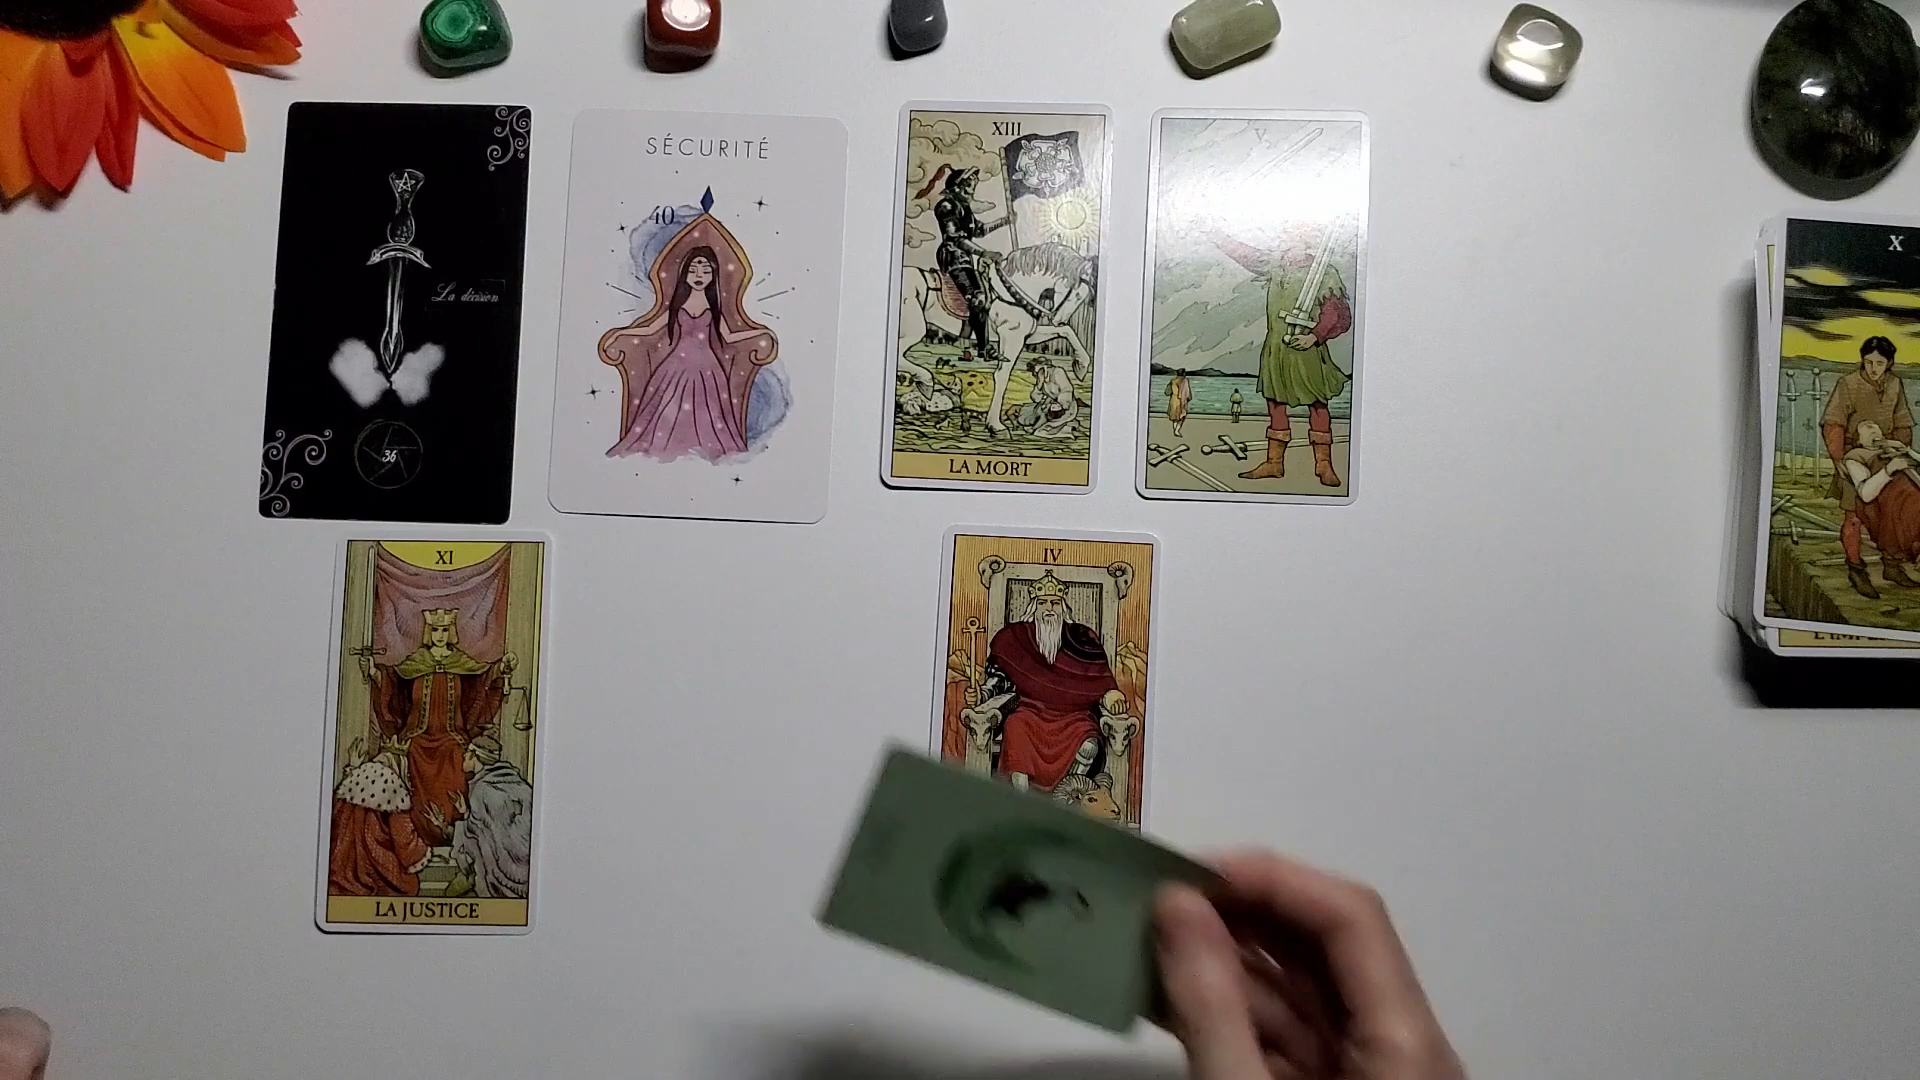 La décision
36
SÉCURITÉ
40
XIII
LA MORT
V
X
XI
LA JUSTICE
IV